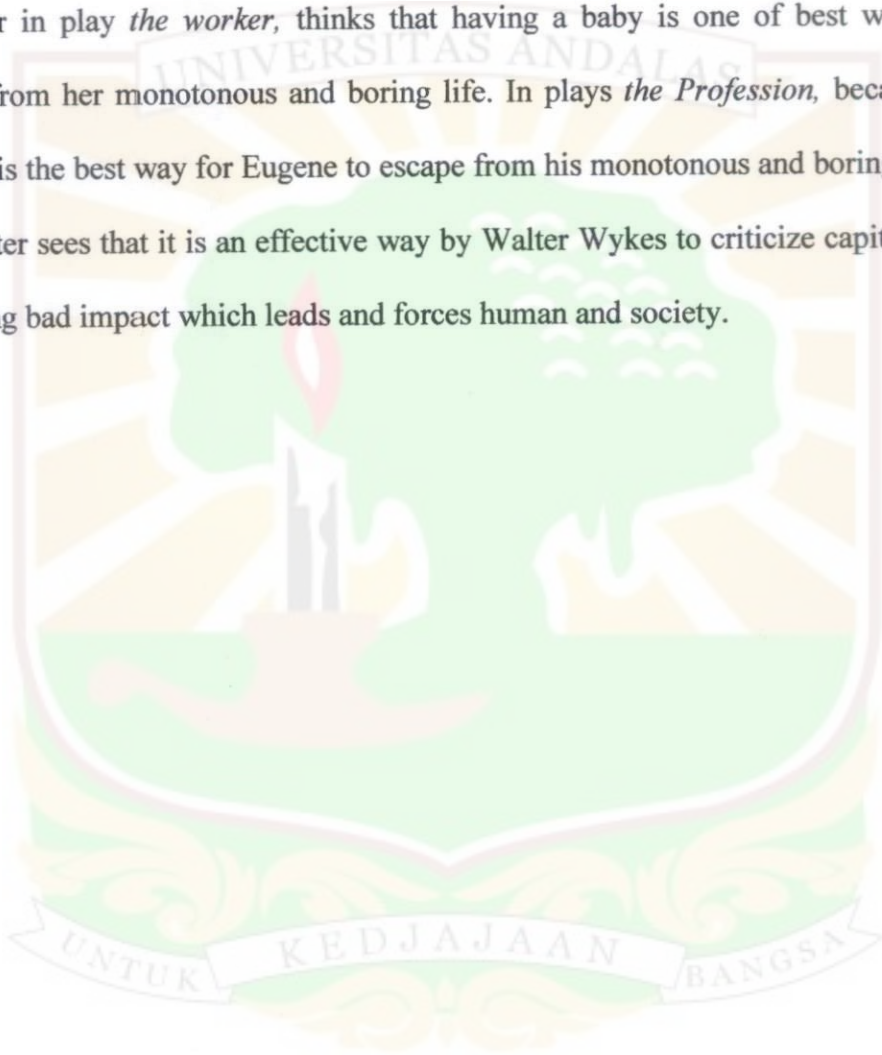 r in play the worker, thinks that having a baby is one of best w
UNIVERSITAS ANDALAS
rom her monotonous and boring life. In plays the Profession, beca
is the best way for Eugene to escape from his monotonous and borin
ter sees that it is an effective way by Walter Wykes to criticize capit
g bad impact which leads and forces human and society.
UNTUK KEDJAJAAN BANGSA